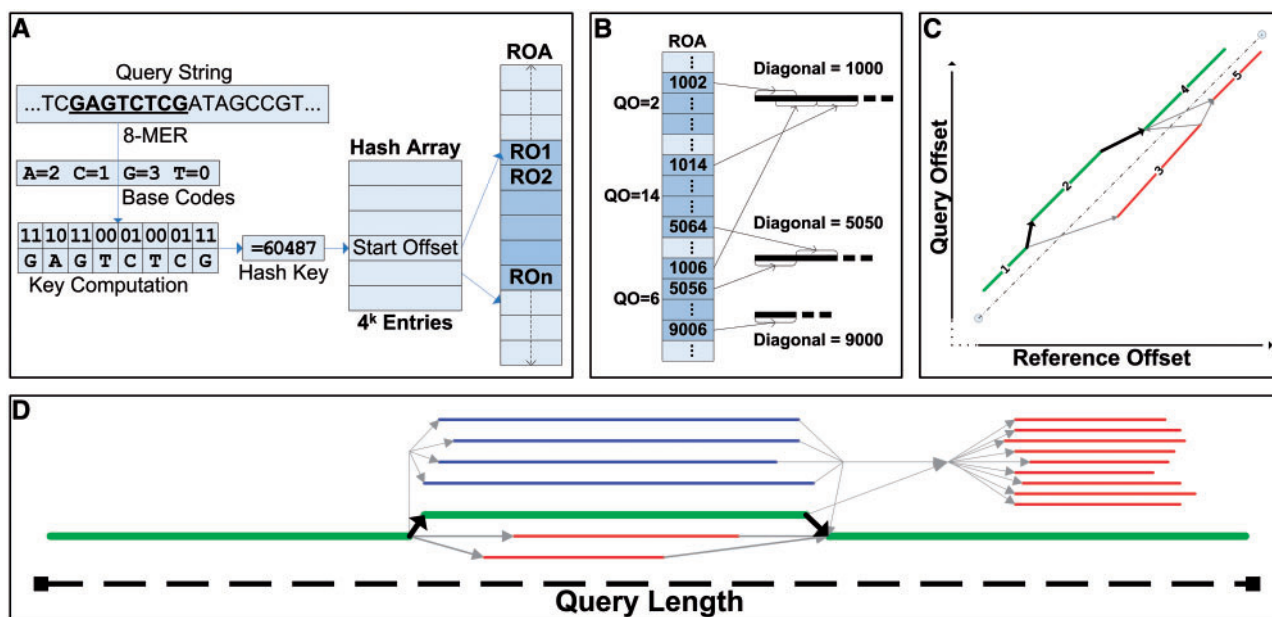 A
Query String
...TCGAGTCTCGATAGCCGT...
8-MER
A=2 C=1 G=3 T=0
Base Codes
11 10 11 00 01 00 01 11
G A G T C T C G
Key Computation
=60487
Hash Key
Hash Array
Start Offset
4ᵏ Entries
ROA
RO1
RO2
ROn
B
ROA
⋮
1002
⋮
⋮
⋮
1014
⋮
5064
⋮
1006
5056
⋮
9006
⋮
QO=2
QO=14
QO=6
Diagonal = 1000
Diagonal = 5050
Diagonal = 9000
C
Query Offset
Reference Offset
1
2
3
4
5
D
Query Length